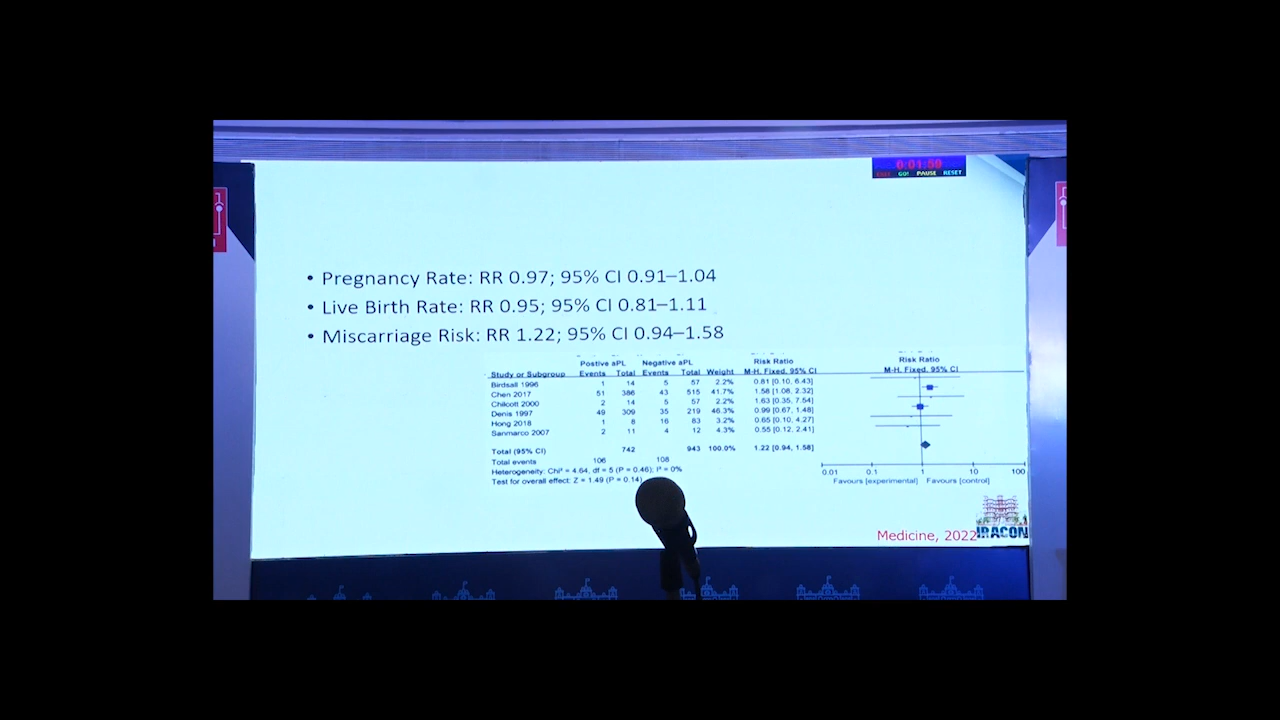 0:01:50
GO! PAUSE RESET
• Pregnancy Rate: RR 0.97; 95% CI 0.91–1.04
• Live Birth Rate: RR 0.95; 95% CI 0.81–1.11
• Miscarriage Risk: RR 1.22; 95% CI 0.94–1.58
Postive aPL Negative aPL Risk Ratio Risk Ratio
Study or Subgroup Events Total Events Total Weight M-H. Fixed, 95% CI M-H. Fixed, 95% CI
Birdsall 1996 1 14 5 57 2.2% 0.81 [0.10, 6.43]
Chen 2017 51 386 43 515 41.7% 1.58 [1.08, 2.32]
Chilcott 2000 2 14 5 57 2.2% 1.63 [0.35, 7.54]
Denis 1997 49 309 35 219 46.3% 0.99 [0.67, 1.48]
Hong 2018 1 8 16 83 3.2% 0.65 [0.10, 4.27]
Sanmarco 2007 2 11 4 12 4.3% 0.55 [0.12, 2.41]
Total (95% CI) 742 943 100.0% 1.22 [0.94, 1.58]
Total events 106 108
Heterogeneity: Chi² = 4.64, df = 5 (P = 0.46); I² = 0%
Test for overall effect: Z = 1.49 (P = 0.14)
0.01 0.1 1 10 100
Favours [experimental] Favours [control]
Medicine, 2022
IRACON